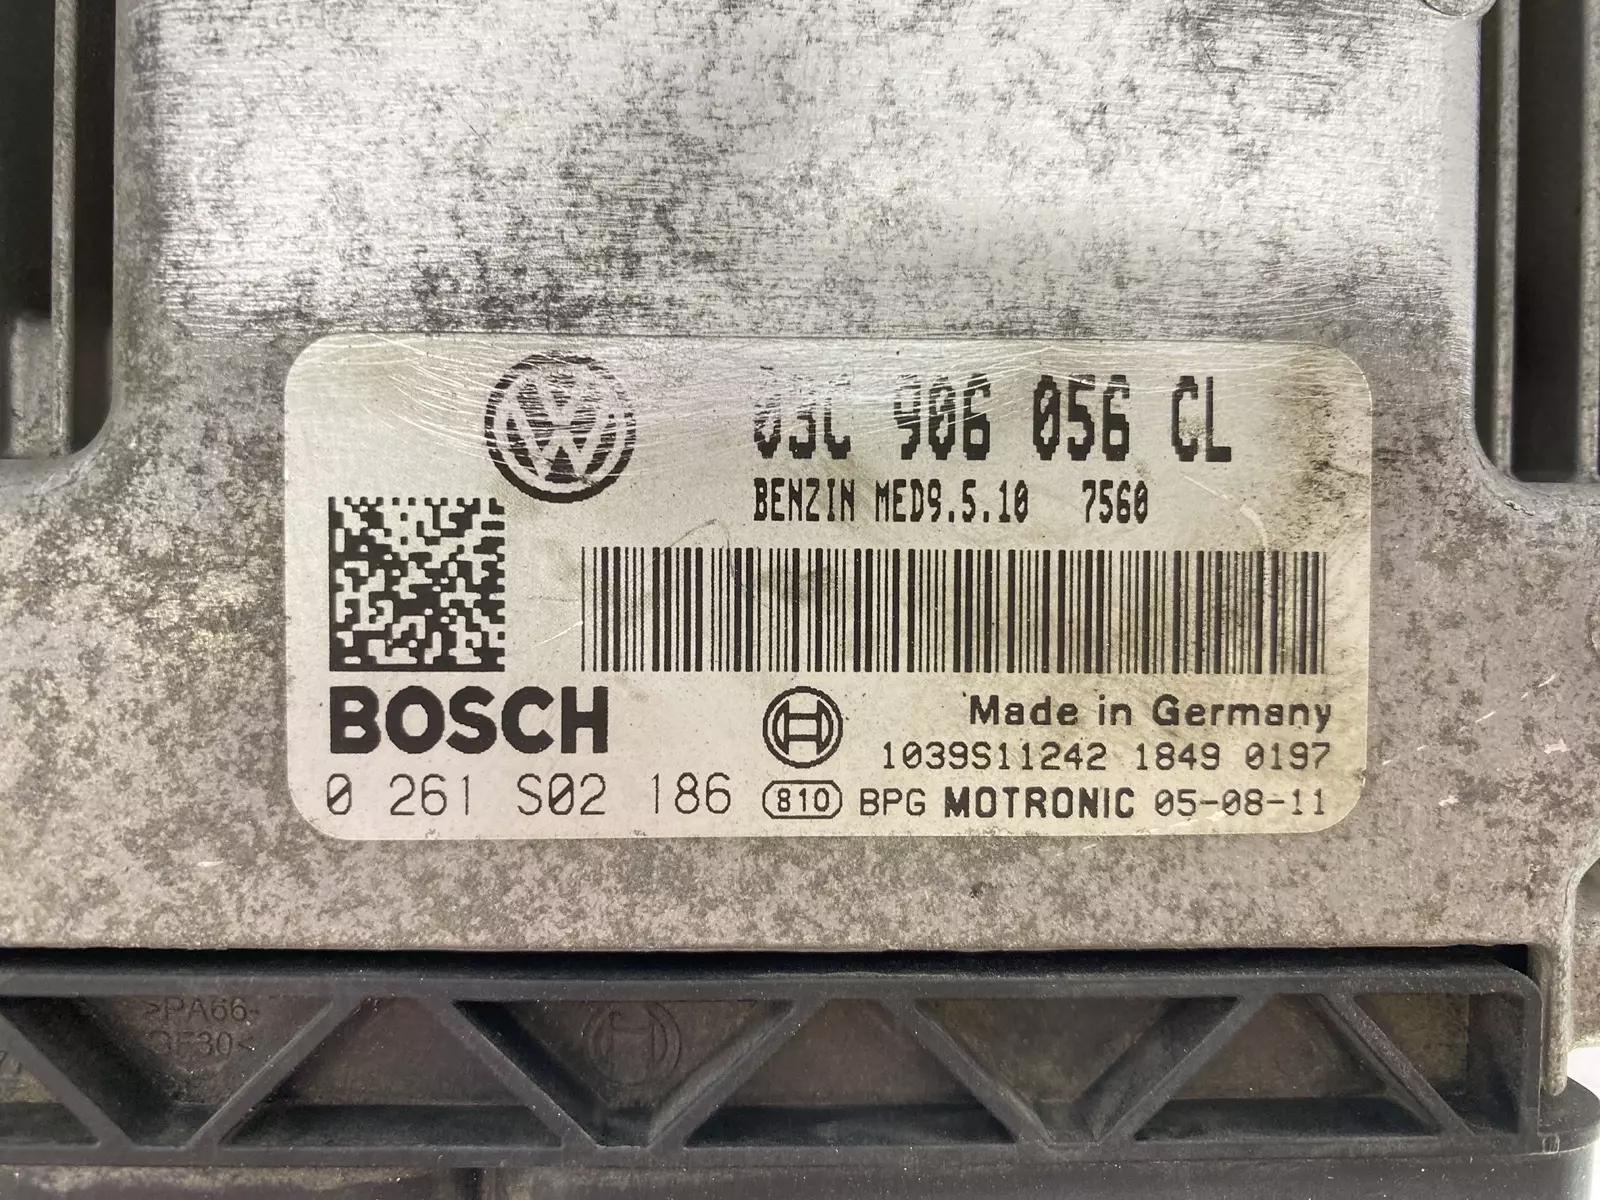 03C 906 056 CL
BENZIN MED9.5.10 7560
BOSCH
Made in Germany
1039S11242 1849 0197
0 261 S02 186 810 BPG MOTRONIC 05-08-11
>PA66-
GF30<